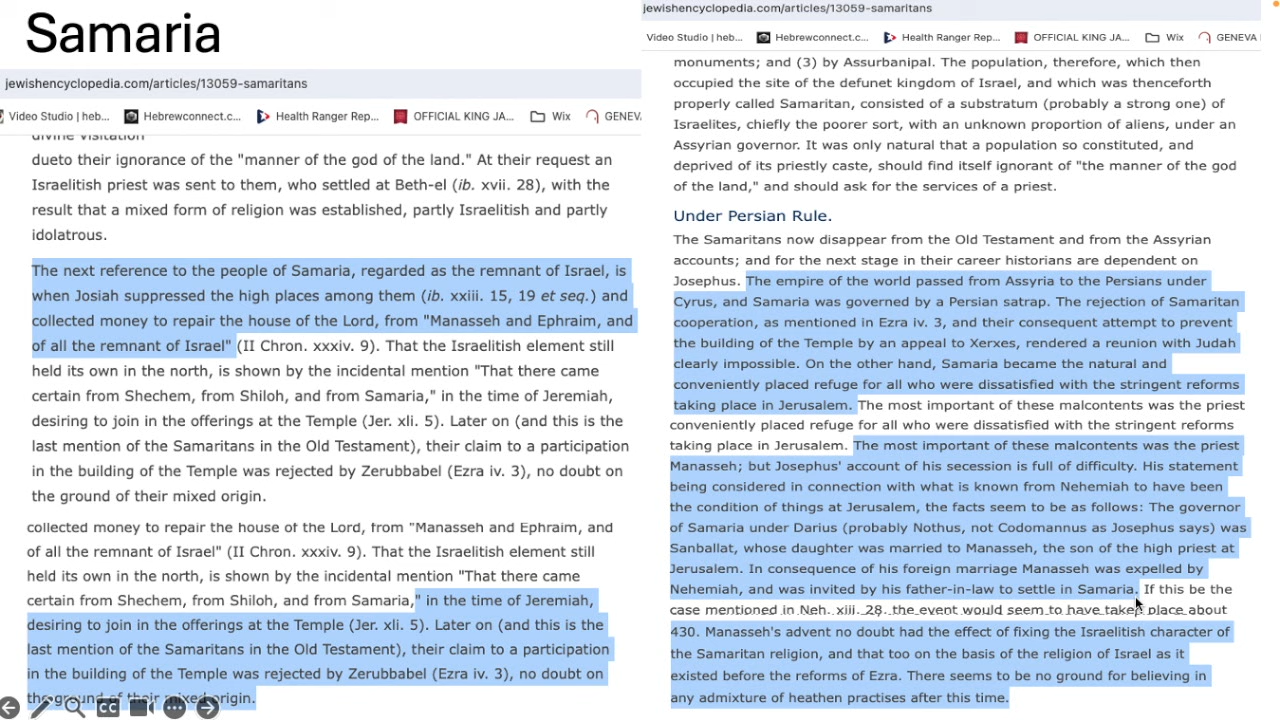 Samaria
jewishencyclopedia.com/articles/13059-samaritans
Video Studio | heb...
Hebrewconnect.c...
Health Ranger Rep...
OFFICIAL KING JA...
Wix
GENEV
divine visitation
dueto their ignorance of the "manner of the god of the land." At their request an
Israelitish priest was sent to them, who settled at Beth-el (ib. xvii. 28), with the
result that a mixed form of religion was established, partly Israelitish and partly
idolatrous.
The next reference to the people of Samaria, regarded as the remnant of Israel, is
when Josiah suppressed the high places among them (ib. xxiii. 15, 19 et seq.) and
collected money to repair the house of the Lord, from "Manasseh and Ephraim, and
of all the remnant of Israel" (II Chron. xxxiv. 9). That the Israelitish element still
held its own in the north, is shown by the incidental mention "That there came
certain from Shechem, from Shiloh, and from Samaria," in the time of Jeremiah,
desiring to join in the offerings at the Temple (Jer. xli. 5). Later on (and this is the
last mention of the Samaritans in the Old Testament), their claim to a participation
in the building of the Temple was rejected by Zerubbabel (Ezra iv. 3), no doubt on
the ground of their mixed origin.
collected money to repair the house of the Lord, from "Manasseh and Ephraim, and
of all the remnant of Israel" (II Chron. xxxiv. 9). That the Israelitish element still
held its own in the north, is shown by the incidental mention "That there came
certain from Shechem, from Shiloh, and from Samaria," in the time of Jeremiah,
desiring to join in the offerings at the Temple (Jer. xli. 5). Later on (and this is the
last mention of the Samaritans in the Old Testament), their claim to a participation
in the building of the Temple was rejected by Zerubbabel (Ezra iv. 3), no doubt on
the ground of their mixed origin.
jewishencyclopedia.com/articles/13059-samaritans
Video Studio | heb...
Hebrewconnect.c...
Health Ranger Rep...
OFFICIAL KING JA...
Wix
GENEVA
monuments; and (3) by Assurbanipal. The population, therefore, which then
occupied the site of the defunet kingdom of Israel, and which was thenceforth
properly called Samaritan, consisted of a substratum (probably a strong one) of
Israelites, chiefly the poorer sort, with an unknown proportion of aliens, under an
Assyrian governor. It was only natural that a population so constituted, and
deprived of its priestly caste, should find itself ignorant of "the manner of the god
of the land," and should ask for the services of a priest.
Under Persian Rule.
The Samaritans now disappear from the Old Testament and from the Assyrian
accounts; and for the next stage in their career historians are dependent on
Josephus. The empire of the world passed from Assyria to the Persians under
Cyrus, and Samaria was governed by a Persian satrap. The rejection of Samaritan
cooperation, as mentioned in Ezra iv. 3, and their consequent attempt to prevent
the building of the Temple by an appeal to Xerxes, rendered a reunion with Judah
clearly impossible. On the other hand, Samaria became the natural and
conveniently placed refuge for all who were dissatisfied with the stringent reforms
taking place in Jerusalem. The most important of these malcontents was the priest
conveniently placed refuge for all who were dissatisfied with the stringent reforms
taking place in Jerusalem. The most important of these malcontents was the priest
Manasseh; but Josephus' account of his secession is full of difficulty. His statement
being considered in connection with what is known from Nehemiah to have been
the condition of things at Jerusalem, the facts seem to be as follows: The governor
of Samaria under Darius (probably Nothus, not Codomannus as Josephus says) was
Sanballat, whose daughter was married to Manasseh, the son of the high priest at
Jerusalem. In consequence of his foreign marriage Manasseh was expelled by
Nehemiah, and was invited by his father-in-law to settle in Samaria. If this be the
case mentioned in Neh. xiii. 28, the event would seem to have taken place about
430. Manasseh's advent no doubt had the effect of fixing the Israelitish character of
the Samaritan religion, and that too on the basis of the religion of Israel as it
existed before the reforms of Ezra. There seems to be no ground for believing in
any admixture of heathen practises after this time.